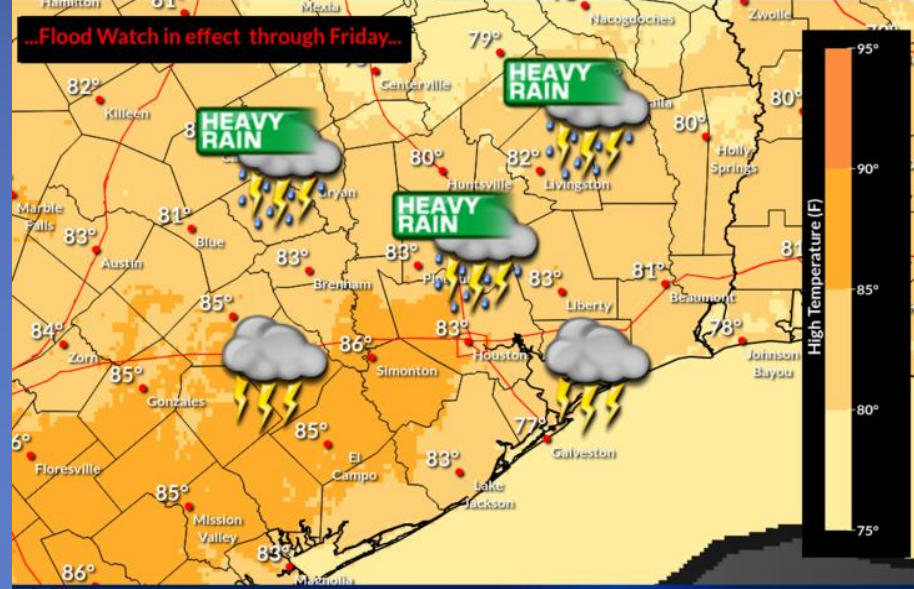 Hamilton
Mexia
Nacogdoches
Zwolle
...Flood Watch in effect through Friday...
79°
Centerville
95°
82°
Killeen
HEAVY
RAIN
HEAVY
RAIN
80°
80°
Holly
Springs
80°
Huntsville
82°
Livingston
90°
Marble
Falls
81°
Blue
HEAVY
RAIN
83°
Austin
83°
Brenham
83°
83°
Liberty
81°
Beaumont
High Temperature (F)
85°
85°
84°
Zorn
86°
Simonton
83°
Houston
78°
Johnson
Bayou
85°
Gonzales
80°
77°
Galveston
85°
El
Campo
Floresville
83°
Lake
Jackson
85°
Mission
Valley
75°
83°
Magnolia
86°